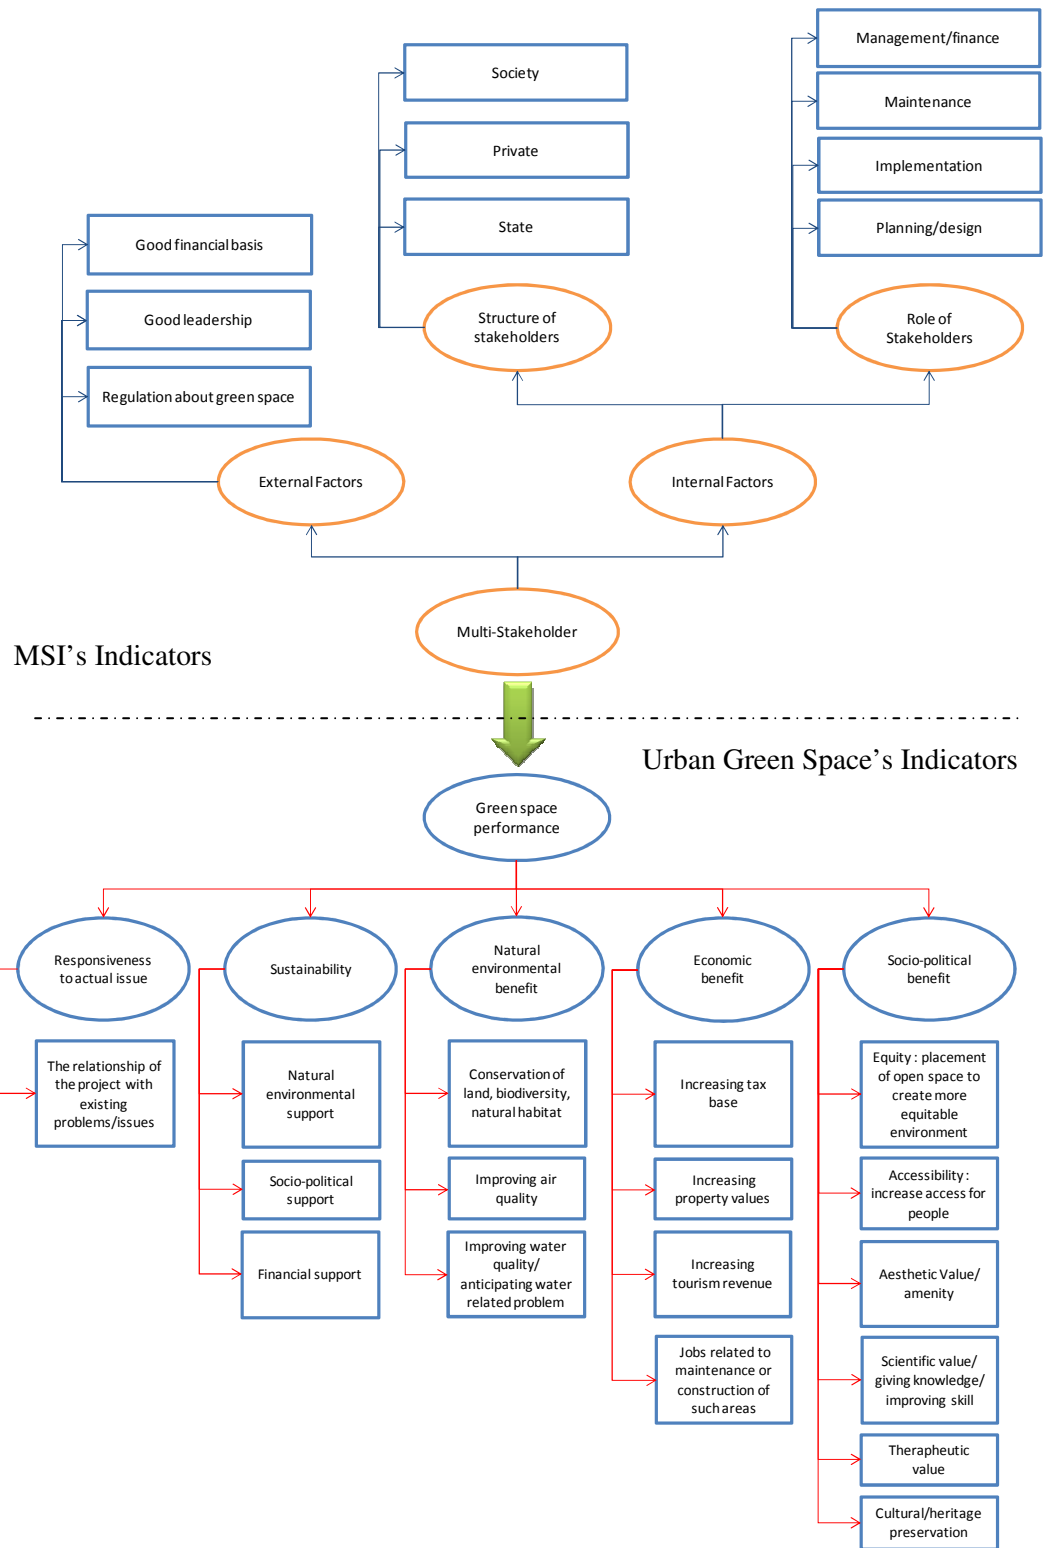 Management/finance
Society
Maintenance
Private
Implementation
State
Planning/design
Good financial basis
Good leadership
Structure of
stakeholders
Role of
Stakeholders
Regulation about green space
External Factors
Internal Factors
Multi-Stakeholder
MSI's Indicators
Urban Green Space's Indicators
Green space
performance
Responsiveness
to actual issue
Sustainability
Natural
environmental
benefit
Economic
benefit
Socio-political
benefit
The relationship of
the project with
existing
problems/issues
Natural
environmental
support
Socio-political
support
Financial support
Conservation of
land, biodiversity,
natural habitat
Improving air
quality
Improving water
quality/
anticipating water
related problem
Increasing tax
base
Increasing
property values
Increasing
tourism revenue
Jobs related to
maintenance or
construction of
such areas
Equity : placement
of open space to
create more
equitable
environment
Accessibility :
increase access for
people
Aesthetic Value/
amenity
Scientific value/
giving knowledge/
improving skill
Therapheutic
value
Cultural/heritage
preservation